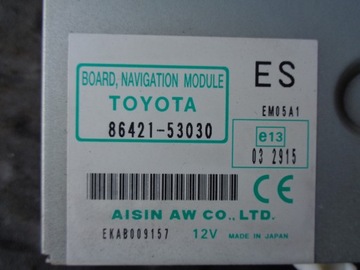 BOARD, NAVIGATION MODULE
ES
TOYOTA
EM05A1
86421-53030
e13
03 2915
CE
AISIN AW CO., LTD.
EKAB009157 12V MADE IN JAPAN